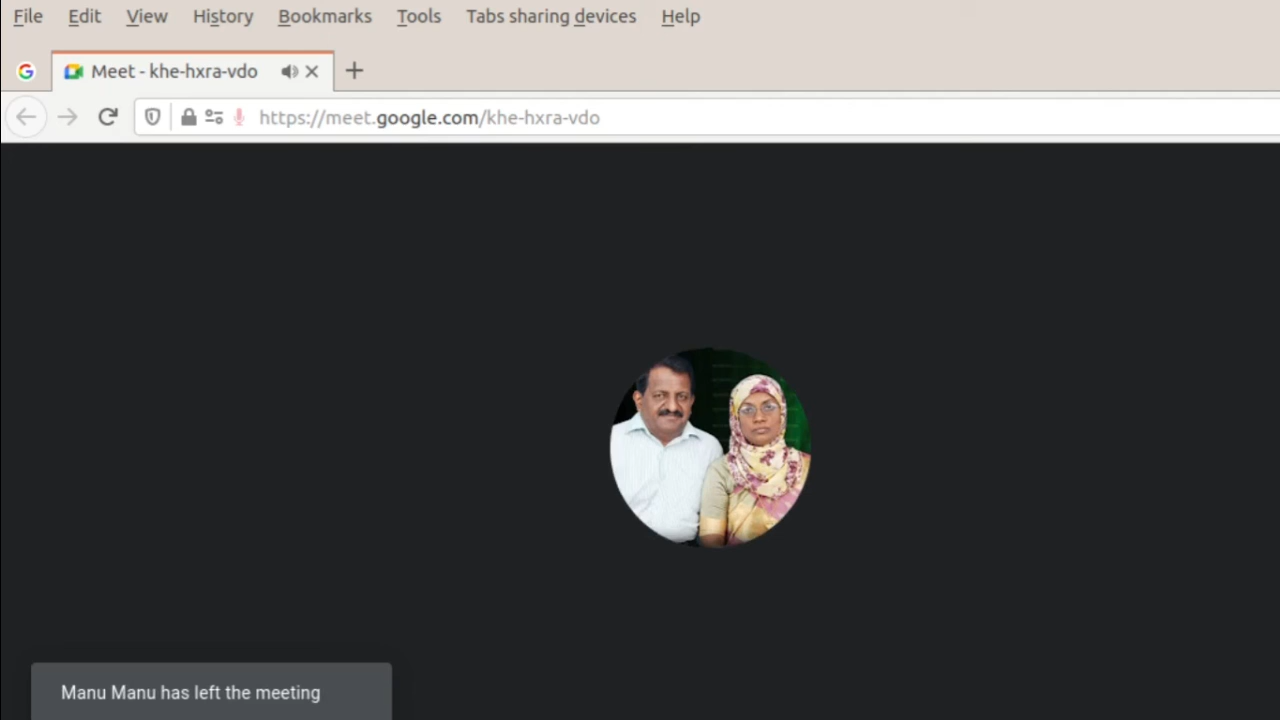 File Edit View History Bookmarks Tools Tabs sharing devices Help
Meet - khe-hxra-vdo
https://meet.google.com/khe-hxra-vdo
Manu Manu has left the meeting